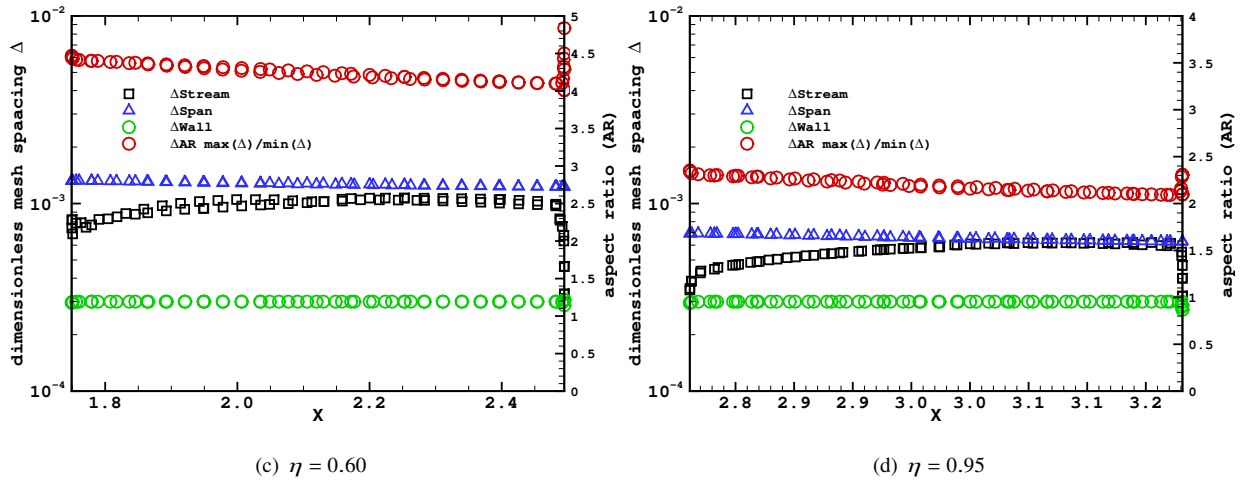 10⁻²
10⁻³
10⁻⁴
dimensionless mesh spaacing Δ
ΔStream
ΔSpan
ΔWall
ΔAR max(Δ)/min(Δ)
1.8 2.0 2.2 2.4
X
5
4.5
4
3.5
3
2.5
2
1.5
1
0.5
0
aspect ratio (AR)
(c) η = 0.60
10⁻²
10⁻³
10⁻⁴
dimensionless mesh spaacing Δ
ΔStream
ΔSpan
ΔWall
ΔAR max(Δ)/min(Δ)
2.8 2.9 2.9 3.0 3.0 3.1 3.1 3.2
X
4
3.5
3
2.5
2
1.5
1
0.5
0
aspect ratio (AR)
(d) η = 0.95